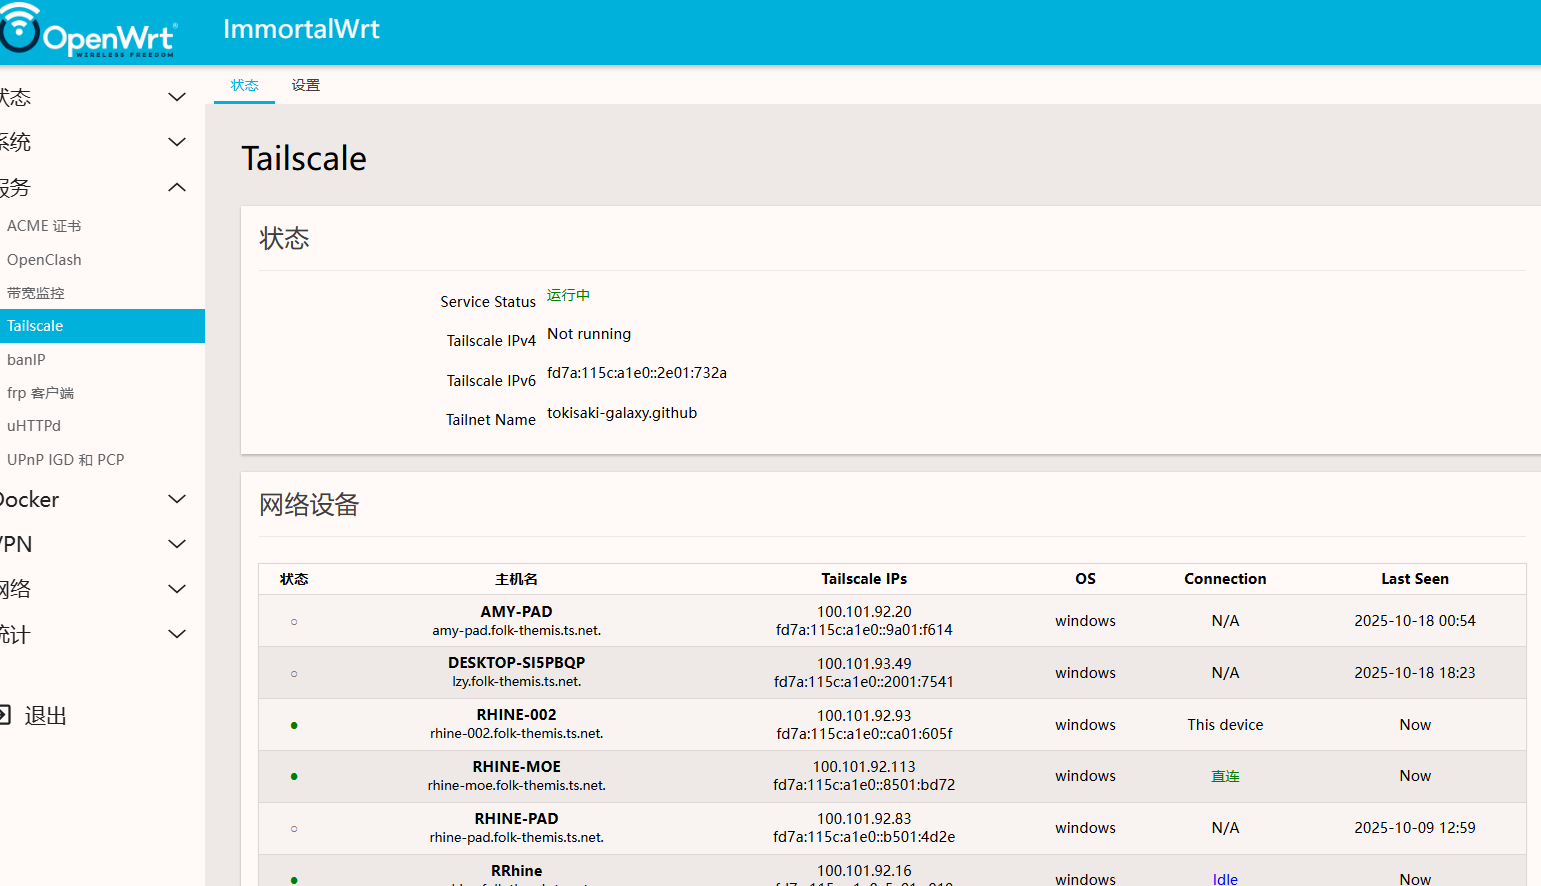 OpenWrt
WIRELESS FREEDOM
ImmortalWrt
状态
设置
状态
系统
服务
ACME 证书
OpenClash
带宽监控
Tailscale
banIP
frp 客户端
uHTTPd
UPnP IGD 和 PCP
Docker
VPN
网络
统计
退出
Tailscale
状态
Service Status 运行中
Tailscale IPv4 Not running
Tailscale IPv6 fd7a:115c:a1e0::2e01:732a
Tailnet Name tokisaki-galaxy.github
网络设备
状态 主机名 Tailscale IPs OS Connection Last Seen
AMY-PAD 100.101.92.20 windows N/A 2025-10-18 00:54
amy-pad.folk-themis.ts.net. fd7a:115c:a1e0::9a01:f614
DESKTOP-SI5PBQP 100.101.93.49 windows N/A 2025-10-18 18:23
lzy.folk-themis.ts.net. fd7a:115c:a1e0::2001:7541
RHINE-002 100.101.92.93 windows This device Now
rhine-002.folk-themis.ts.net. fd7a:115c:a1e0::ca01:605f
RHINE-MOE 100.101.92.113 windows 直连 Now
rhine-moe.folk-themis.ts.net. fd7a:115c:a1e0::8501:bd72
RHINE-PAD 100.101.92.83 windows N/A 2025-10-09 12:59
rhine-pad.folk-themis.ts.net. fd7a:115c:a1e0::b501:4d2e
RRhine 100.101.92.16 windows Idle Now